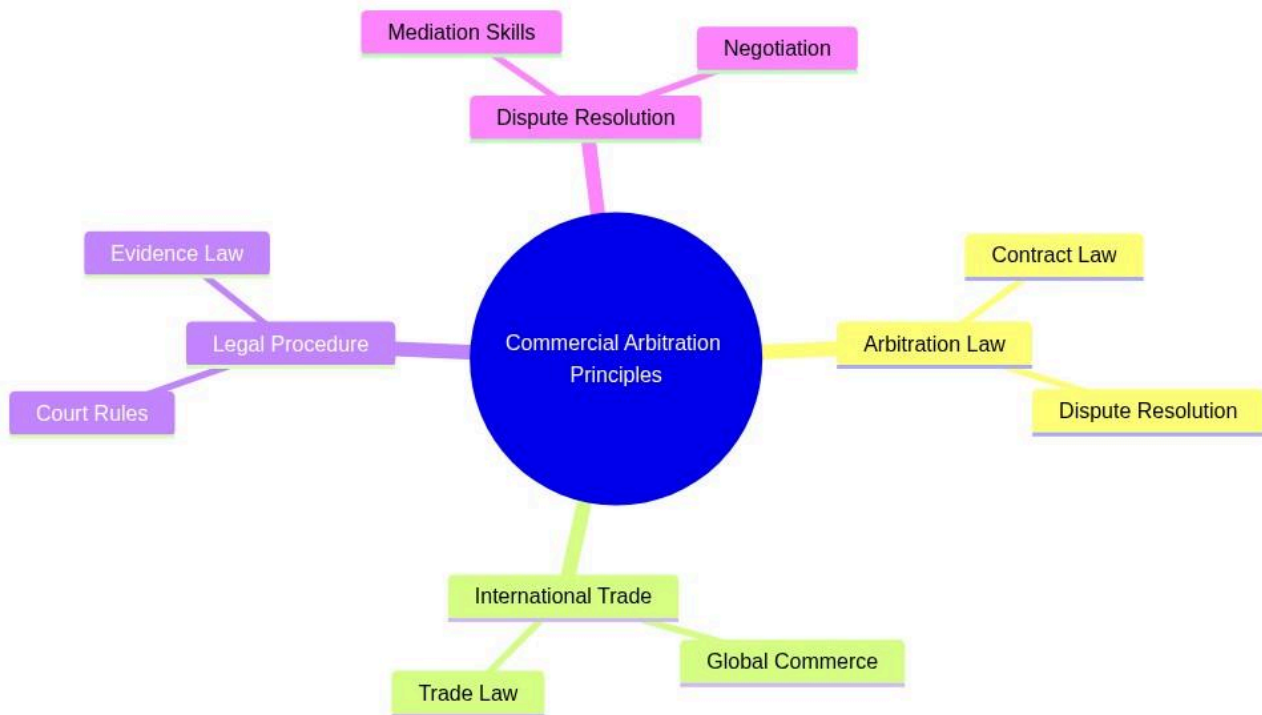 Mediation Skills
Negotiation
Dispute Resolution
Evidence Law
Contract Law
Legal Procedure
Commercial Arbitration
Principles
Arbitration Law
Court Rules
Dispute Resolution
International Trade
Global Commerce
Trade Law